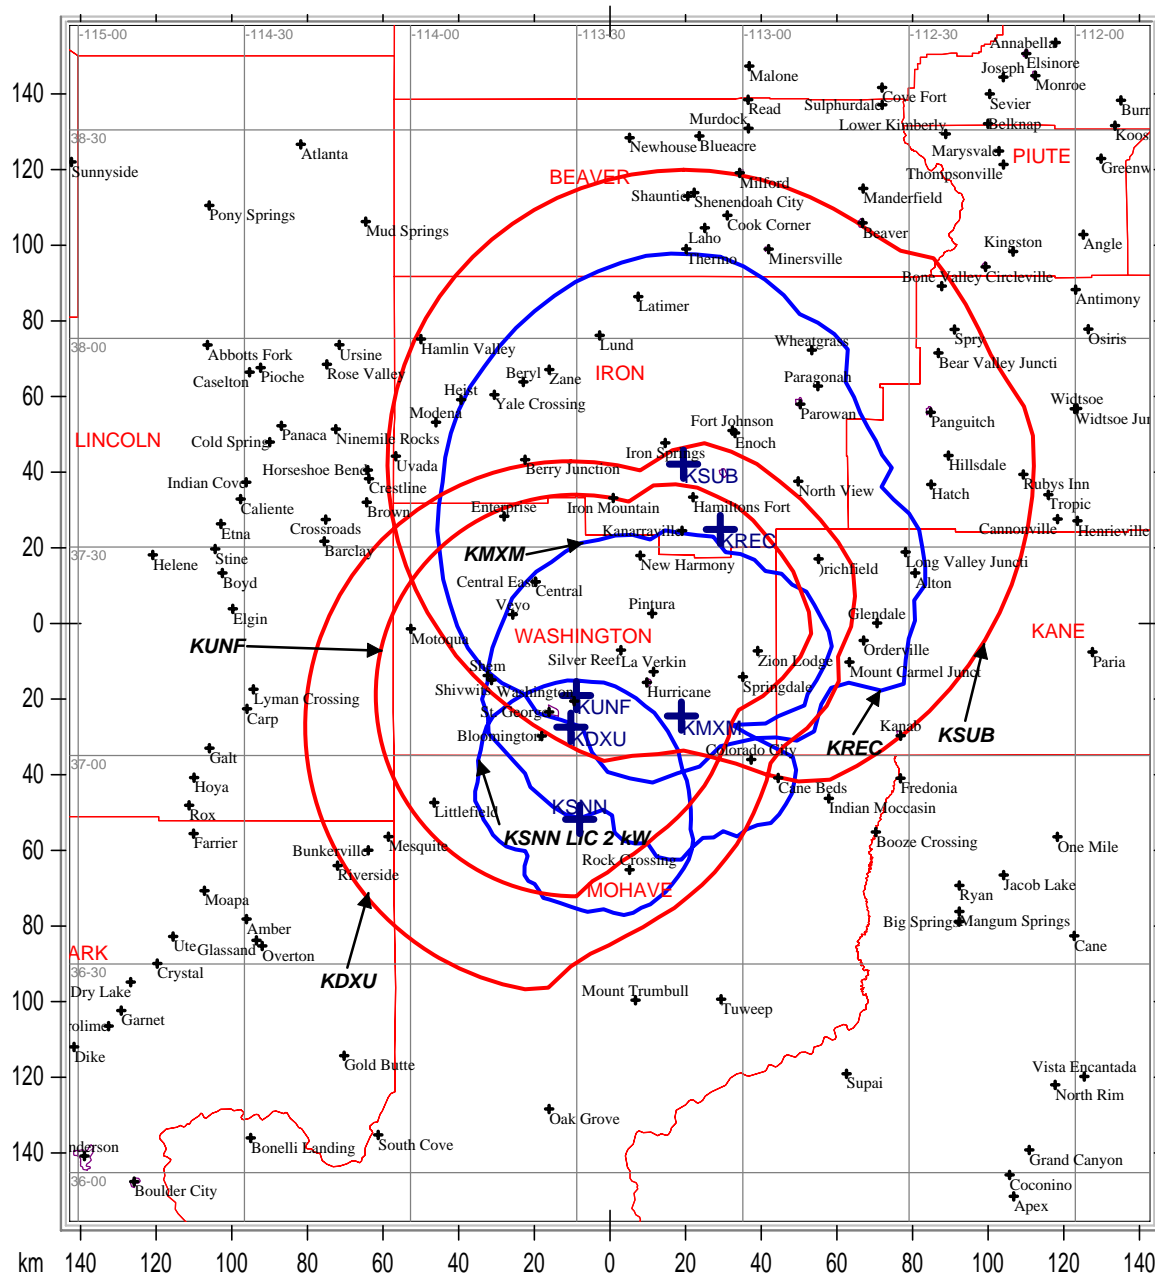 -115-00
-114-30
-114-00
-113-30
-113-00
-112-30
-112-00
Annabella
Elsinore
Joseph
Monroe
Malone
Cove Fort
Sevier
Sulphurdale
Read
Murdock
Belknap
Lower Kimberly
140
38-30
Newhouse
Blueacre
Marysvale
PIUTE
Atlanta
Sunnyside
Thompsonville
120
BEAVER
Milford
Shauntie
Shenendoah City
Manderfield
Pony Springs
Mud Springs
Cook Corner
Beaver
Laho
Thermo
Minersville
Kingston
Angle
100
Bone Valley
Circleville
Latimer
Antimony
80
38-00
Lund
Wheatgrass
Spry
Osiris
Abbotts Fork
Ursine
Hamlin Valley
Bear Valley Juncti
Caselton
Pioche
Rose Valley
Beryl
Zane
IRON
Paragonah
Heist
Yale Crossing
60
Parowan
Widtsoe
Widtsoe Jun
Modena
Fort Johnson
Panguitch
Panaca
Ninemile Rocks
Enoch
LINCOLN
Cold Spring
Iron Springs
Uvada
Berry Junction
Hillsdale
Horseshoe Bend
Crestline
KSUB
Rubys Inn
40
Indian Cove
North View
Hatch
Tropic
Caliente
Brown
Enterprise
Iron Mountain
Hamiltons Fort
Etna
Crossroads
Kanarraville
Cannonville
Henrieville
KREC
20
37-30
Stine
Barclay
KMXM
New Harmony
Helene
Long Valley Juncti
Boyd
Central East
Central
Alton
Elgin
Veyo
Pintura
Glendale
0
KUNF
Motoqua
WASHINGTON
KANE
Silver Reef
La Verkin
Zion Lodge
Orderville
Paria
Shem
Mount Carmel Junct
Lyman Crossing
Shivwits
Washington
Hurricane
Springdale
20
Carp
St. George
KUNF
KDXU
KMXM
Kanab
Bloomington
KREC
KSUB
Galt
Colorado City
37-00
40
Hoya
Cane Beds
Fredonia
Rox
Littlefield
KSNN
Indian Moccasin
Farrier
Mesquite
KSNN LIC 2 kW
Booze Crossing
One Mile
60
Bunkerville
Riverside
Rock Crossing
MOHAVE
Jacob Lake
Moapa
Ryan
Amber
Big Springs
Mangum Springs
80
Ute
Glassand
Overton
Cane
ARK
Crystal
36-30
KDXU
Dry Lake
Mount Trumbull
Tuweep
100
Garnet
Dike
Gold Butte
Supai
Vista Encantada
120
North Rim
Oak Grove
Bonelli Landing
South Cove
140
Grand Canyon
36-00
Boulder City
Coconino
Apex
km
140
120
100
80
60
40
20
0
20
40
60
80
100
120
140